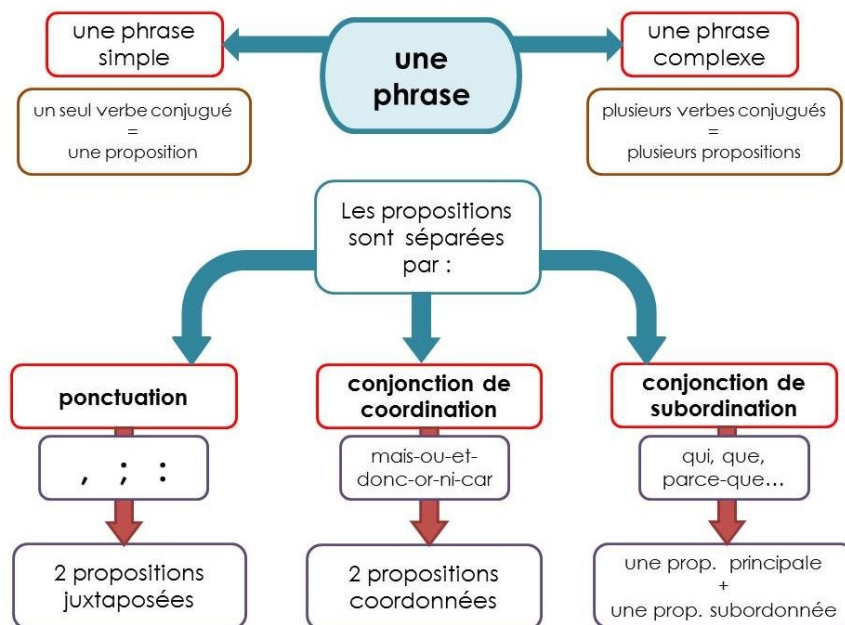 une phrase
simple
une
phrase
une phrase
complexe
un seul verbe conjugué
=
une proposition
plusieurs verbes conjugués
=
plusieurs propositions
Les propositions
sont séparées
par :
ponctuation
conjonction de
coordination
conjonction de
subordination
, ; :
mais-ou-et-
donc-or-ni-car
qui, que,
parce-que…
2 propositions
juxtaposées
2 propositions
coordonnées
une prop. principale
+
une prop. subordonnée